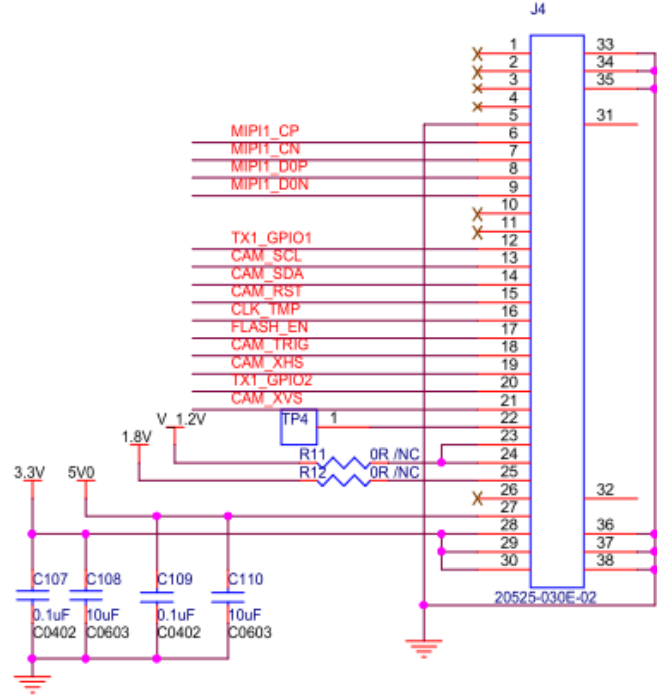 J4
1 33
2 34
3 35
4
5 31
MIPI1_CP 6
MIPI1_CN 7
MIPI1_D0P 8
MIPI1_D0N 9
10
11
TX1_GPIO1 12
CAM_SCL 13
CAM_SDA 14
CAM_RST 15
CLK_TMP 16
FLASH_EN 17
CAM_TRIG 18
CAM_XHS 19
TX1_GPIO2 20
CAM_XVS 21
V_1.2V TP4 1 22
1.8V 23
R11 0R /NC 24
R12 0R /NC 25
3.3V 5V0 26 32
27
28 36
29 37
30 38
C107 C108 C109 C110
0.1uF 10uF 0.1uF 10uF
C0402 C0603 C0402 C0603
20525-030E-02